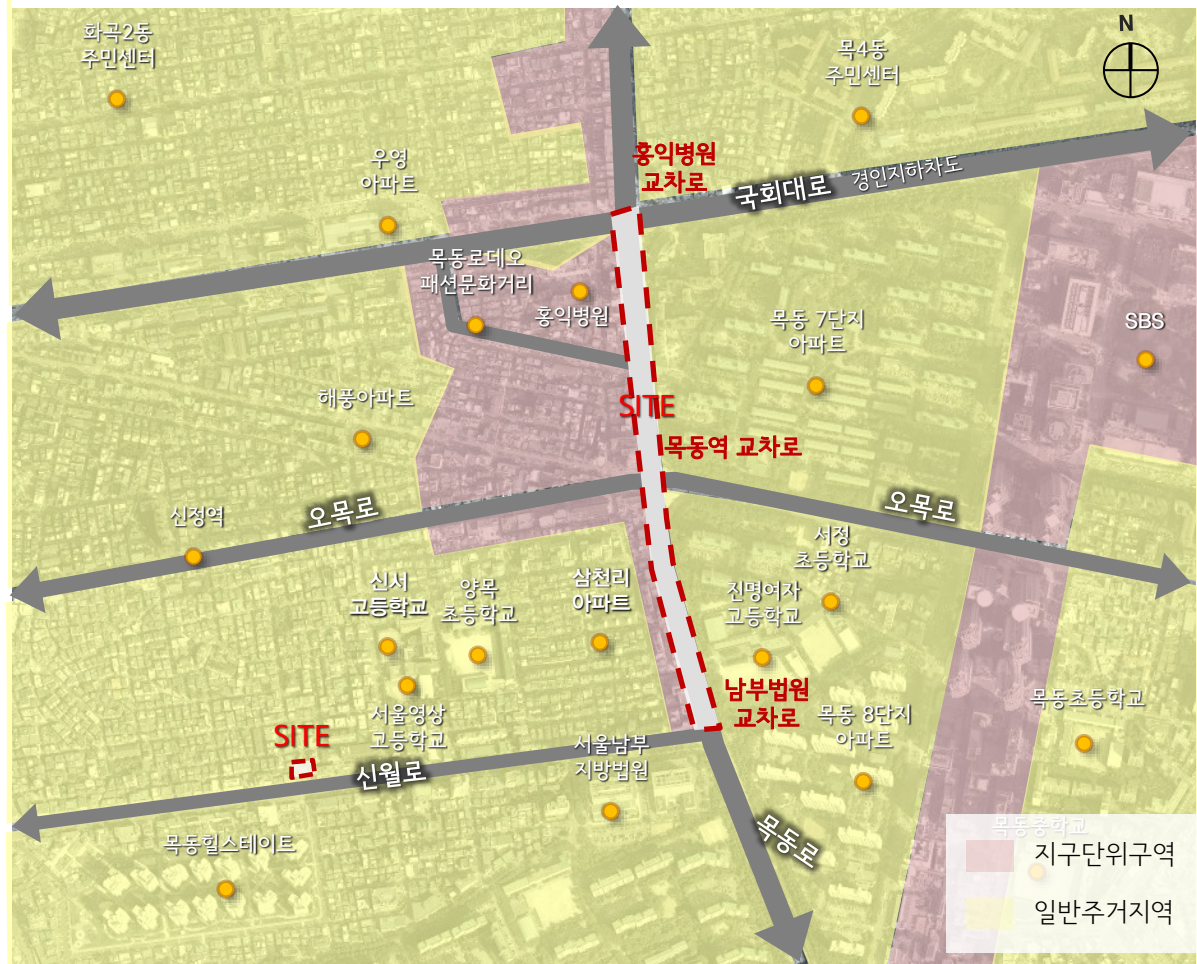 화곡2동
주민센터
목4동
주민센터
N
우영
아파트
홍익병원
교차로
국회대로
경인지하차도
목동로데오
패션문화거리
홍익병원
목동 7단지
아파트
SBS
해풍아파트
SITE
목동역 교차로
신정역
오목로
오목로
서정
초등학교
신서
고등학교
양목
초등학교
삼천리
아파트
진명여자
고등학교
서울영상
고등학교
SITE
신월로
서울남부
지방법원
남부법원
교차로
목동 8단지
아파트
목동초등학교
목동힐스테이트
목동로
목동중학교
지구단위구역
일반주거지역